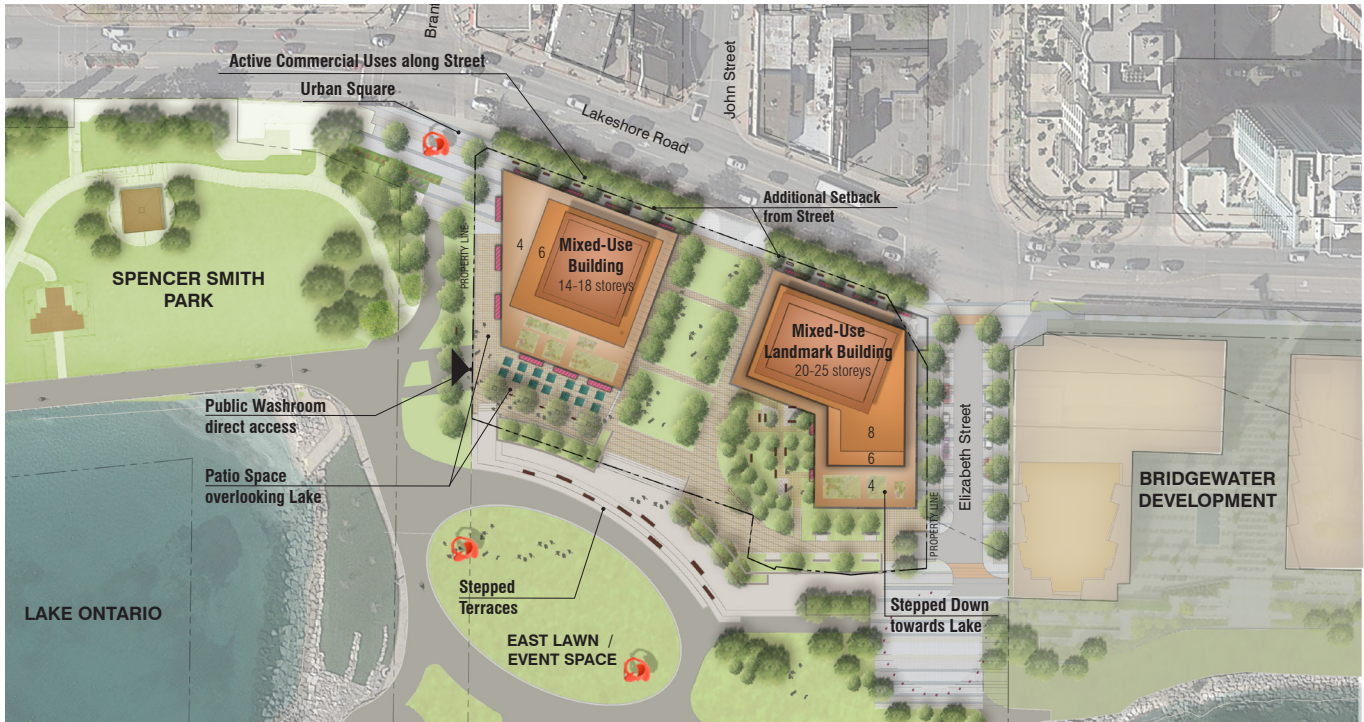 Bran
Active Commercial Uses along Street
Urban Square
Lakeshore Road
John Street
Additional Setback
from Street
PROPERTY LINE
4
6
Mixed-Use
Building
14-18 storeys
SPENCER SMITH
PARK
Mixed-Use
Landmark Building
20-25 storeys
8
6
4
Public Washroom
direct access
Patio Space
overlooking Lake
Elizabeth Street
PROPERTY LINE
BRIDGEWATER
DEVELOPMENT
Stepped
Terraces
Stepped Down
towards Lake
LAKE ONTARIO
EAST LAWN /
EVENT SPACE